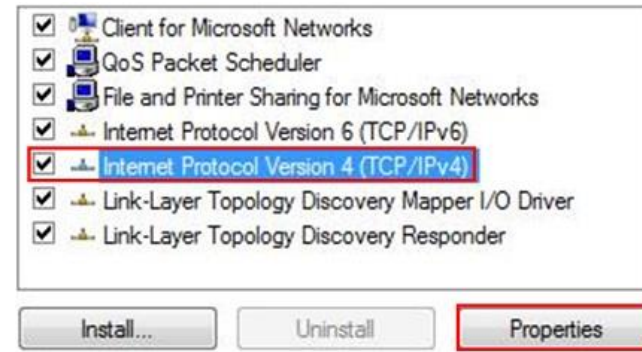 Client for Microsoft Networks
QoS Packet Scheduler
File and Printer Sharing for Microsoft Networks
Internet Protocol Version 6 (TCP/IPv6)
Internet Protocol Version 4 (TCP/IPv4)
Link-Layer Topology Discovery Mapper I/O Driver
Link-Layer Topology Discovery Responder
Install... Uninstall Properties